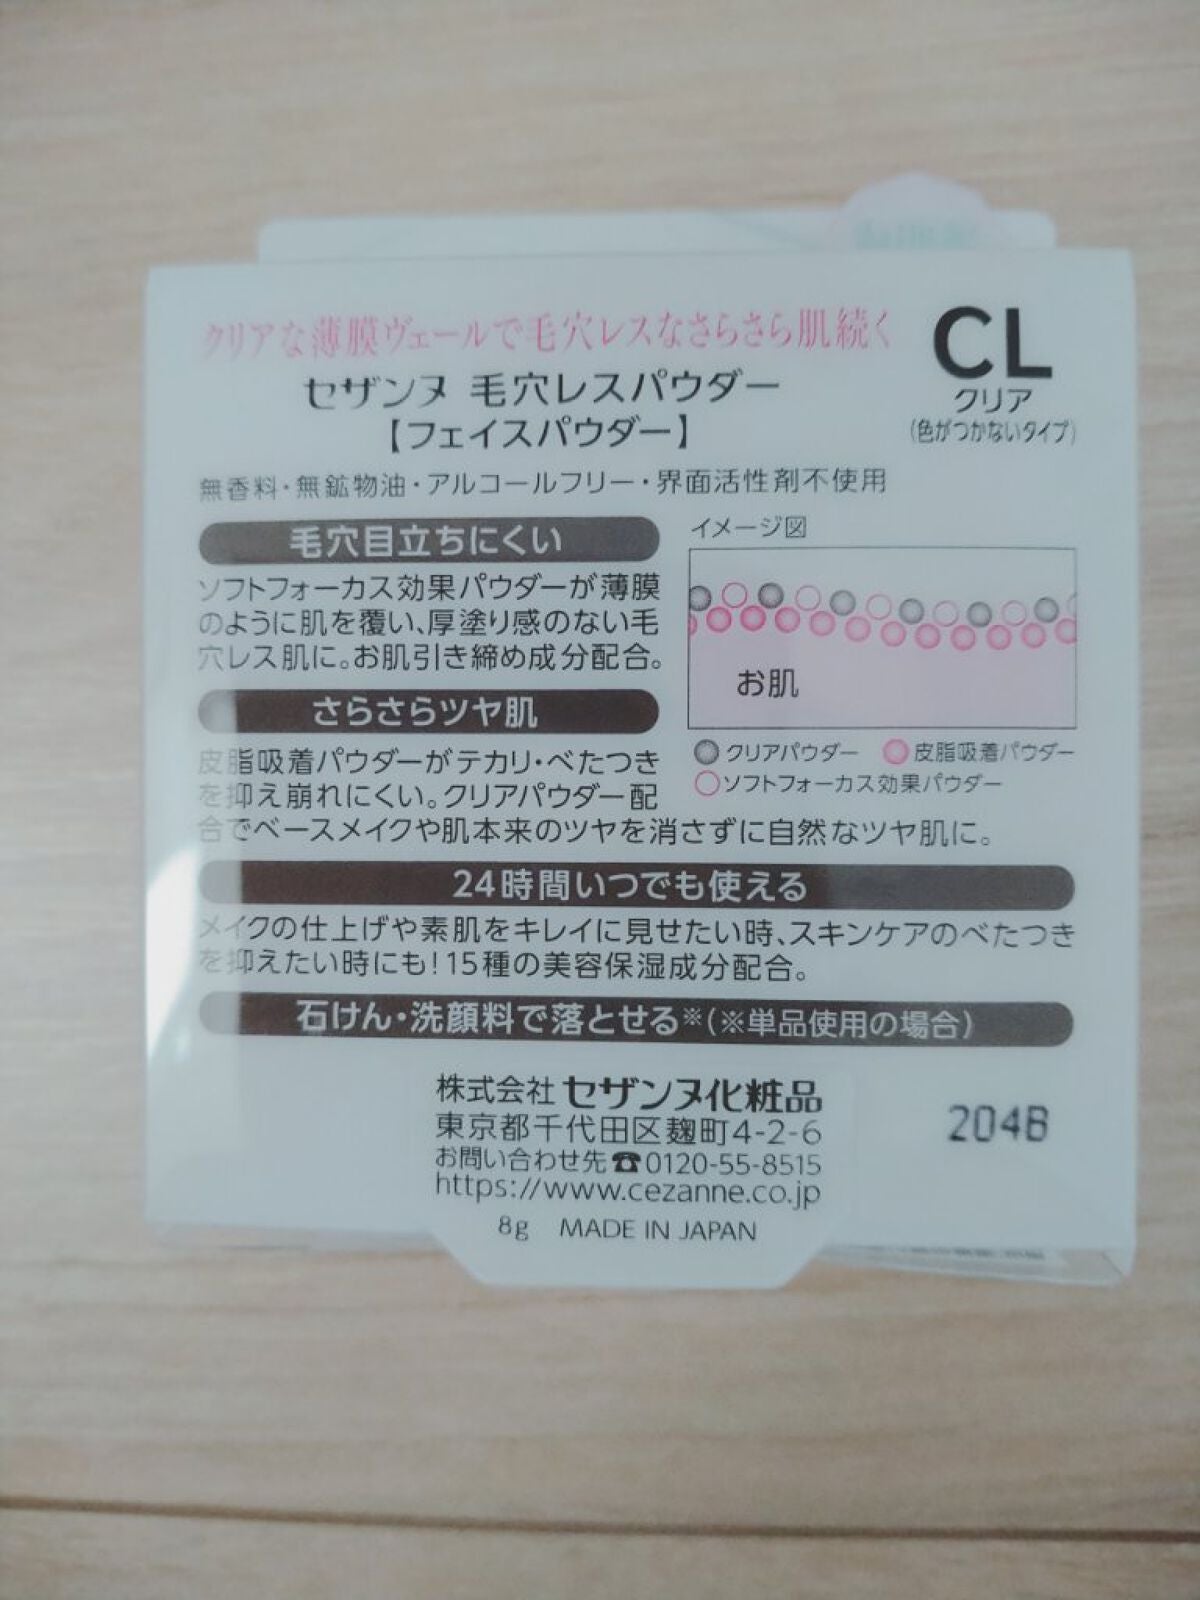 クリアな薄膜ヴェールで毛穴レスなさらさら肌続く
セザンヌ 毛穴レスパウダー
【フェイスパウダー】
CL
クリア
(色がつかないタイプ)
無香料・無鉱物油・アルコールフリー・界面活性剤不使用
毛穴目立ちにくい
ソフトフォーカス効果パウダーが薄膜
のように肌を覆い、厚塗り感のない毛
穴レス肌に。お肌引き締め成分配合。
イメージ図
お肌
クリアパウダー 皮脂吸着パウダー
ソフトフォーカス効果パウダー
さらさらツヤ肌
皮脂吸着パウダーがテカリ・べたつき
を抑え崩れにくい。クリアパウダー配
合でベースメイクや肌本来のツヤを消さずに自然なツヤ肌に。
24時間いつでも使える
メイクの仕上げや素肌をキレイに見せたい時、スキンケアのべたつき
を抑えたい時にも!15種の美容保湿成分配合。
石けん・洗顔料で落とせる※(※単品使用の場合)
株式会社 セザンヌ化粧品
東京都千代田区麹町4-2-6
お問い合わせ先☎0120-55-8515
https://www.cezanne.co.jp
8g MADE IN JAPAN
204B